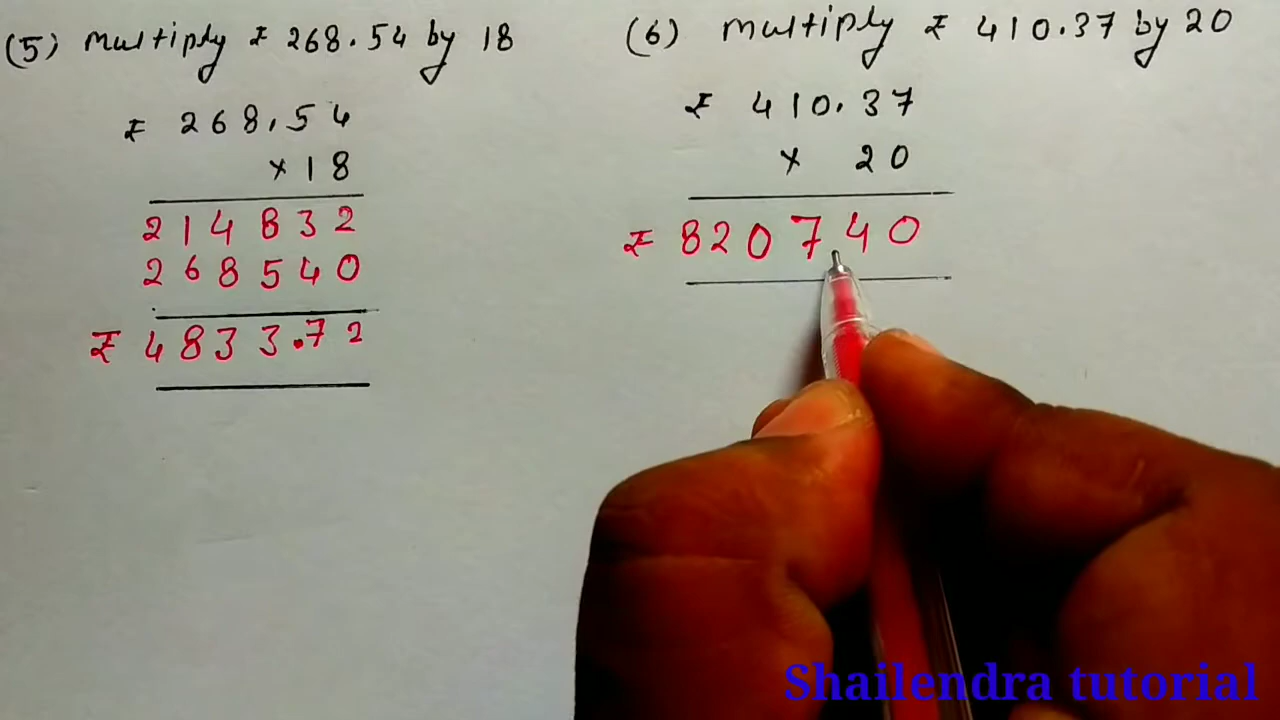 (5) multiply ₹ 268.54 by 18
₹ 268.54
× 18
214832
268540
₹ 4833.72
(6) multiply ₹ 410.37 by 20
₹ 410.37
× 20
₹ 820740
Shailendra tutorial